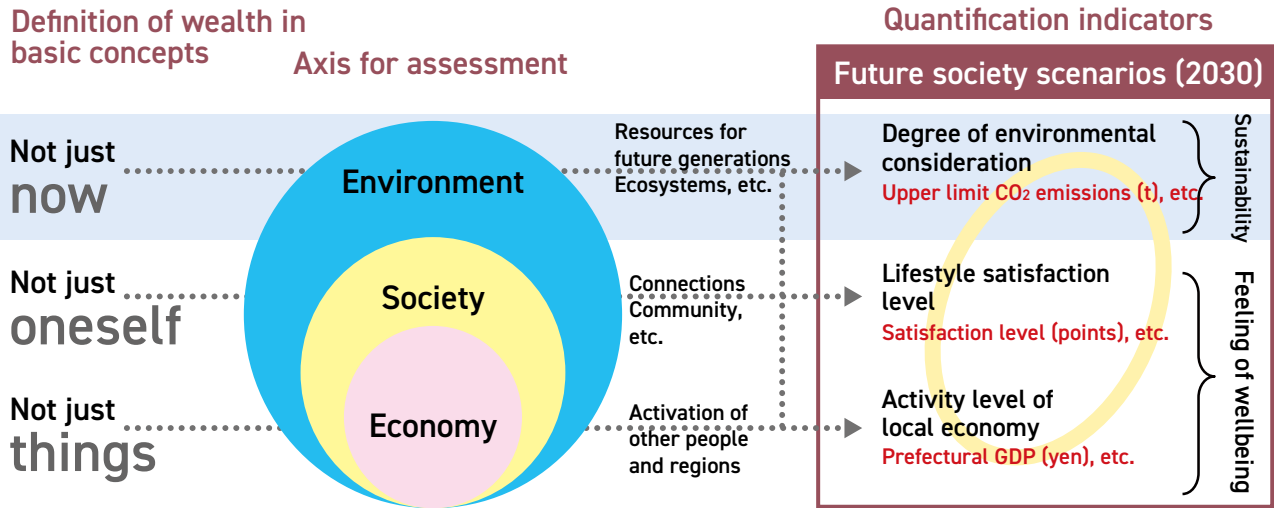 Definition of wealth in
basic concepts
Axis for assessment
Quantification indicators
Future society scenarios (2030)
Not just
now
Environment
Resources for
future generations
Ecosystems, etc.
Degree of environmental
consideration
Upper limit CO₂ emissions (t), etc.
Sustainability
Not just
oneself
Society
Connections
Community,
etc.
Lifestyle satisfaction
level
Satisfaction level (points), etc.
Not just
things
Economy
Activation of
other people
and regions
Activity level of
local economy
Prefectural GDP (yen), etc.
Feeling of wellbeing